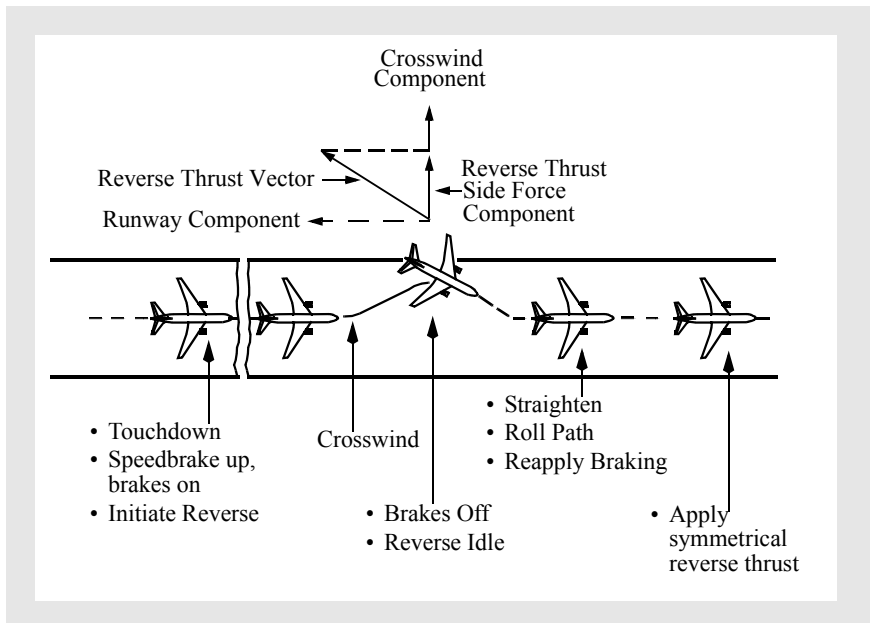 Crosswind
Component
Reverse Thrust Vector
Reverse Thrust
Side Force
Component
Runway Component
• Touchdown
• Speedbrake up,
brakes on
• Initiate Reverse
Crosswind
• Brakes Off
• Reverse Idle
• Straighten
• Roll Path
• Reapply Braking
• Apply
symmetrical
reverse thrust